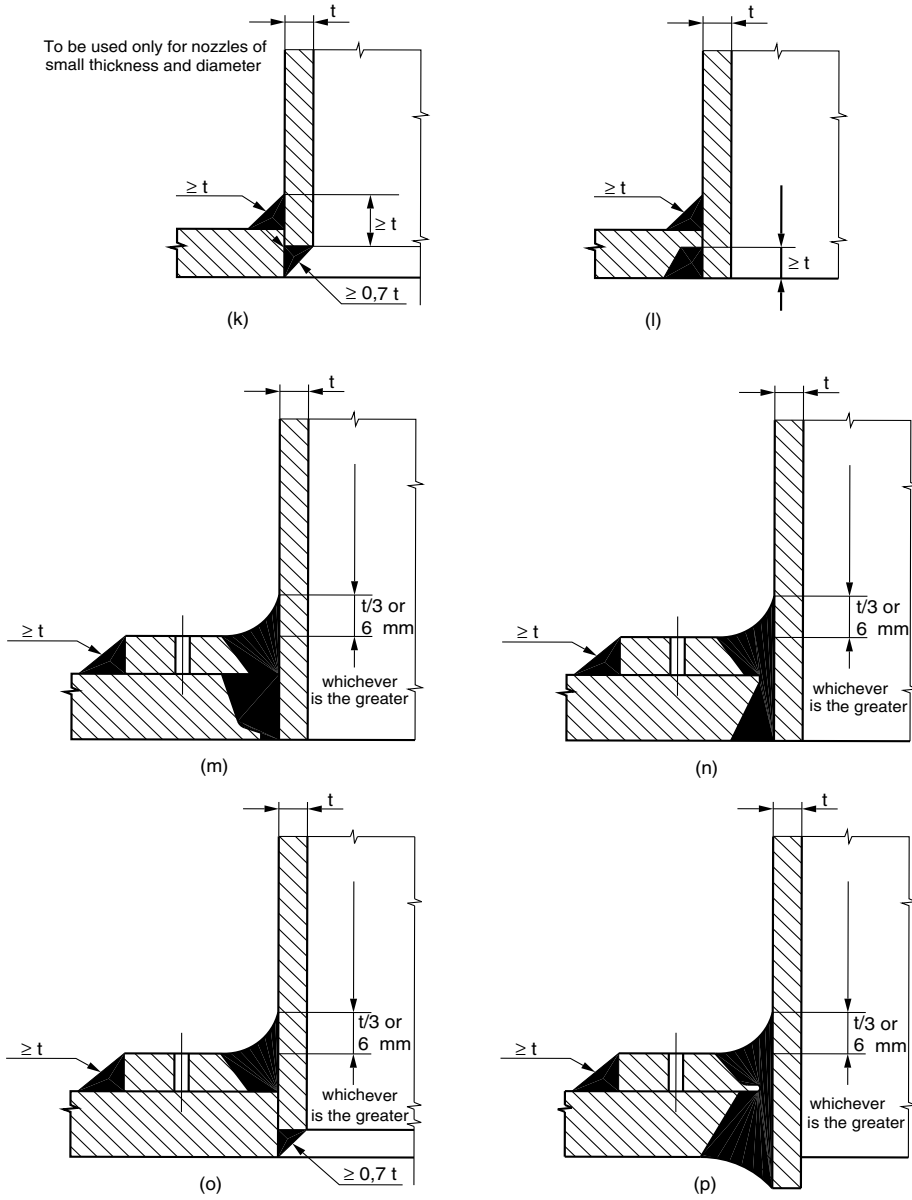 t
To be used only for nozzles of
small thickness and diameter
≥ t
≥ t
≥ 0,7 t
(k)
t
≥ t
≥ t
(l)
t
t/3 or
6 mm
≥ t
whichever
is the greater
(m)
t
t/3 or
6 mm
≥ t
whichever
is the greater
(n)
t
t/3 or
6 mm
≥ t
whichever
is the greater
≥ 0,7 t
(o)
t
t/3 or
6 mm
≥ t
whichever
is the greater
(p)